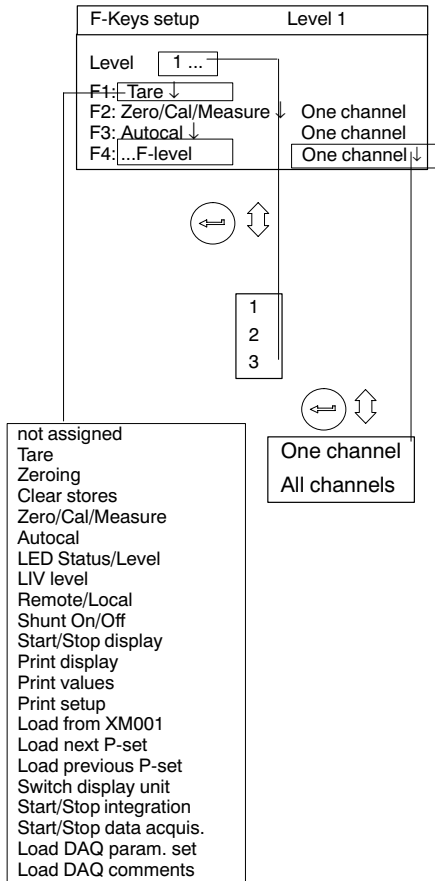 F-Keys setup Level 1
Level 1 ...
F1: Tare ↓
F2: Zero/Cal/Measure ↓ One channel
F3: Autocal ↓ One channel
F4: ...F-level One channel ↓
1
2
3
One channel
All channels
not assigned
Tare
Zeroing
Clear stores
Zero/Cal/Measure
Autocal
LED Status/Level
LIV level
Remote/Local
Shunt On/Off
Start/Stop display
Print display
Print values
Print setup
Load from XM001
Load next P-set
Load previous P-set
Switch display unit
Start/Stop integration
Start/Stop data acquis.
Load DAQ param. set
Load DAQ comments